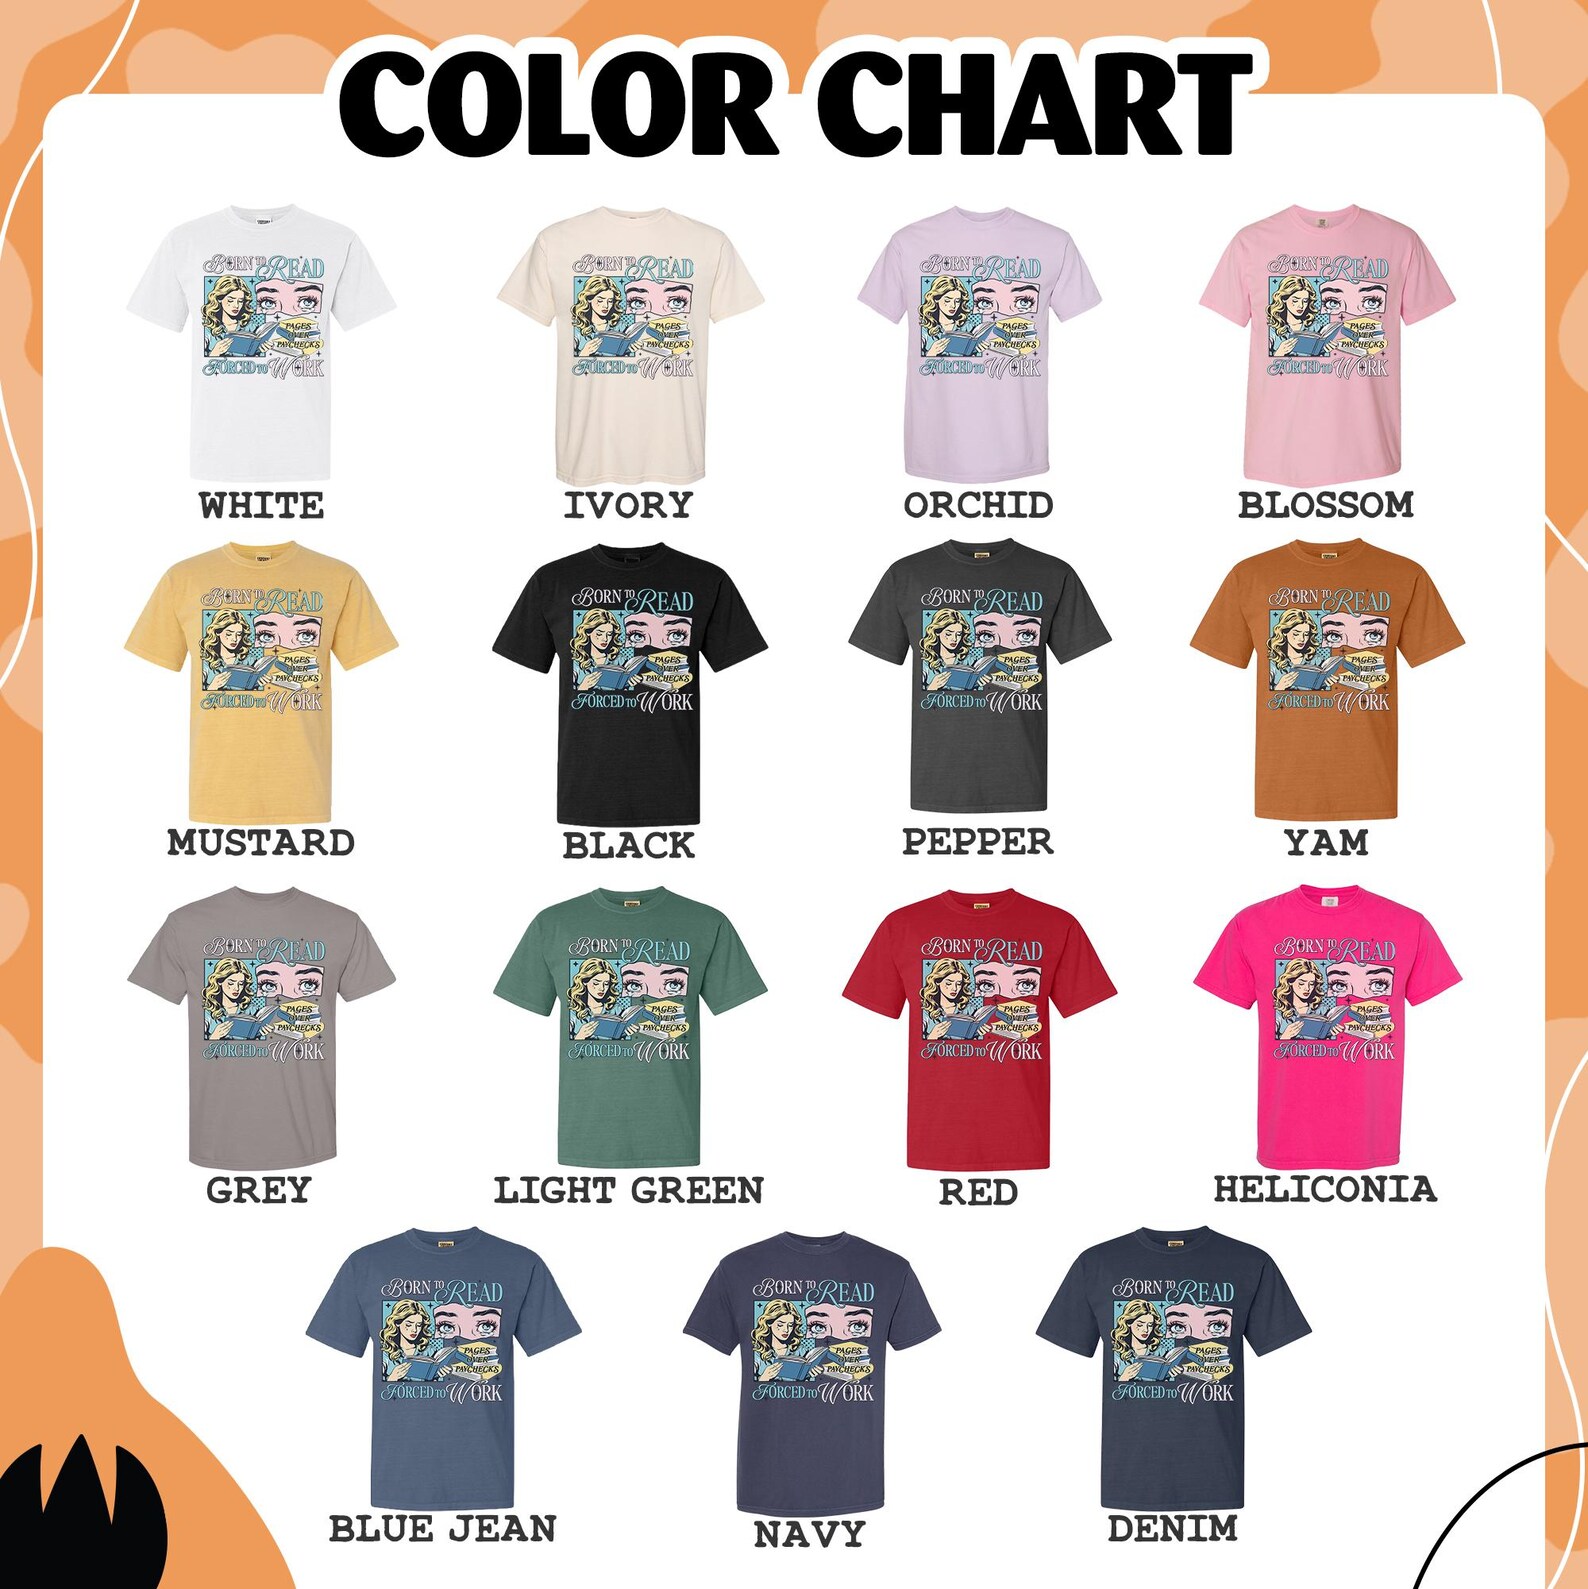 COLOR CHART
BORN TO READ
PAGES
OVER
PAYCHECKS
FORCED TO WORK
BORN TO READ
PAGES
OVER
PAYCHECKS
FORCED TO WORK
BORN TO READ
PAGES
OVER
PAYCHECKS
FORCED TO WORK
BORN TO READ
PAGES
OVER
PAYCHECKS
FORCED TO WORK
WHITE IVORY ORCHID BLOSSOM
BORN TO READ
PAGES
OVER
PAYCHECKS
FORCED TO WORK
BORN TO READ
PAGES
OVER
PAYCHECKS
FORCED TO WORK
BORN TO READ
PAGES
OVER
PAYCHECKS
FORCED TO WORK
BORN TO READ
PAGES
OVER
PAYCHECKS
FORCED TO WORK
MUSTARD BLACK PEPPER YAM
BORN TO READ
PAGES
OVER
PAYCHECKS
FORCED TO WORK
BORN TO READ
PAGES
OVER
PAYCHECKS
FORCED TO WORK
BORN TO READ
PAGES
OVER
PAYCHECKS
FORCED TO WORK
BORN TO READ
PAGES
OVER
PAYCHECKS
FORCED TO WORK
GREY LIGHT GREEN RED HELICONIA
BORN TO READ
PAGES
OVER
PAYCHECKS
FORCED TO WORK
BORN TO READ
PAGES
OVER
PAYCHECKS
FORCED TO WORK
BORN TO READ
PAGES
OVER
PAYCHECKS
FORCED TO WORK
BLUE JEAN NAVY DENIM